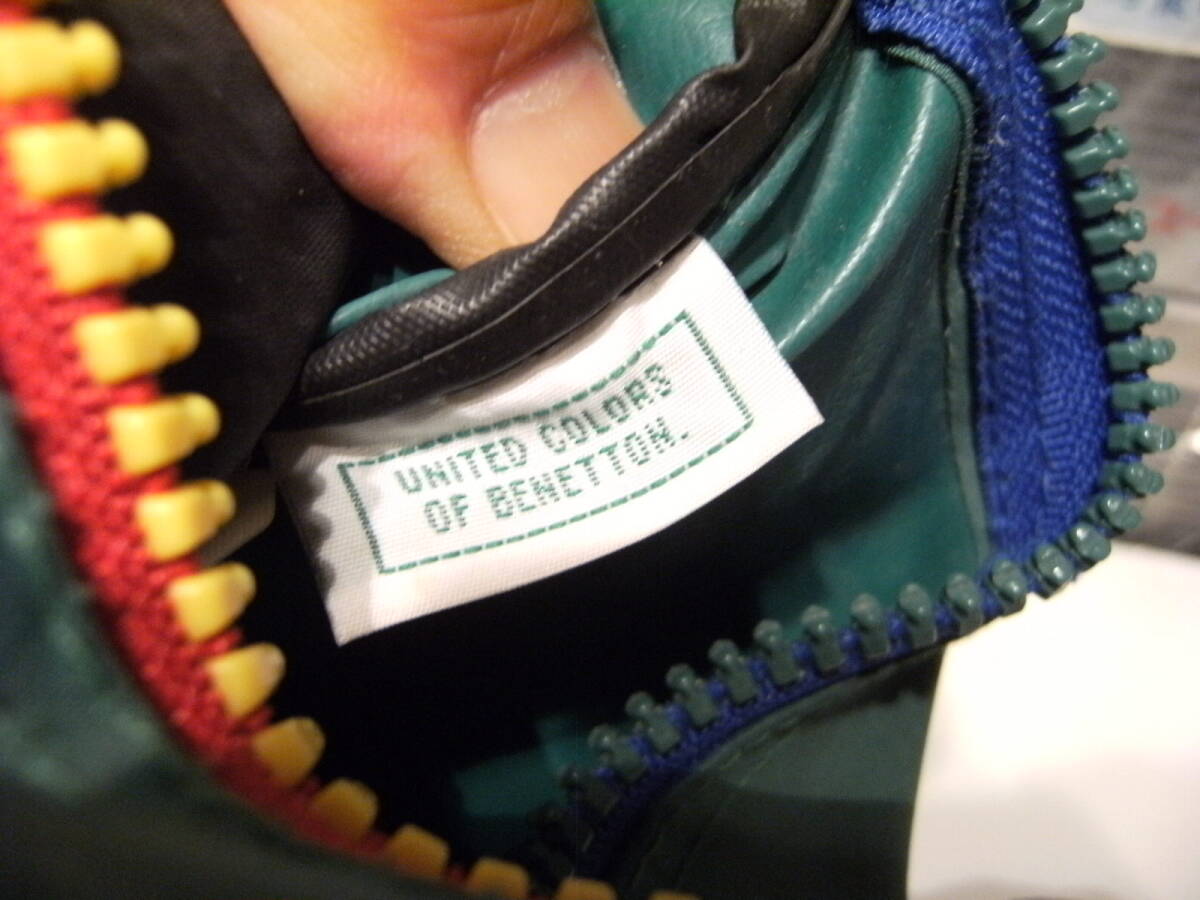 UNITED COLORS
OF BENETTON.